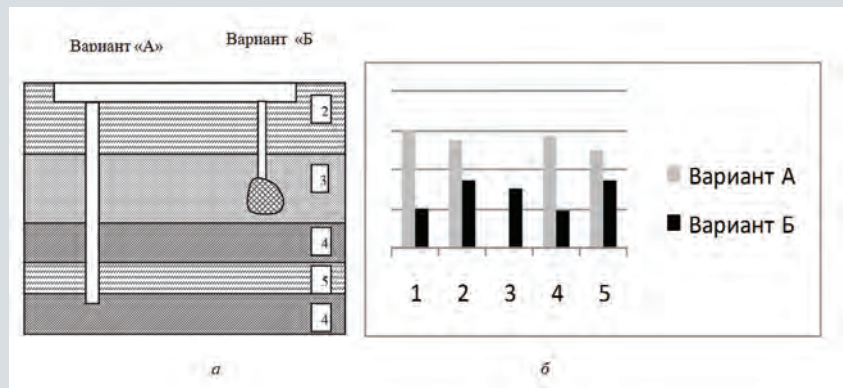 Вариант «А»
Вариант «Б
2
3
4
5
4
Вариант А
Вариант Б
1 2 3 4 5
а
б